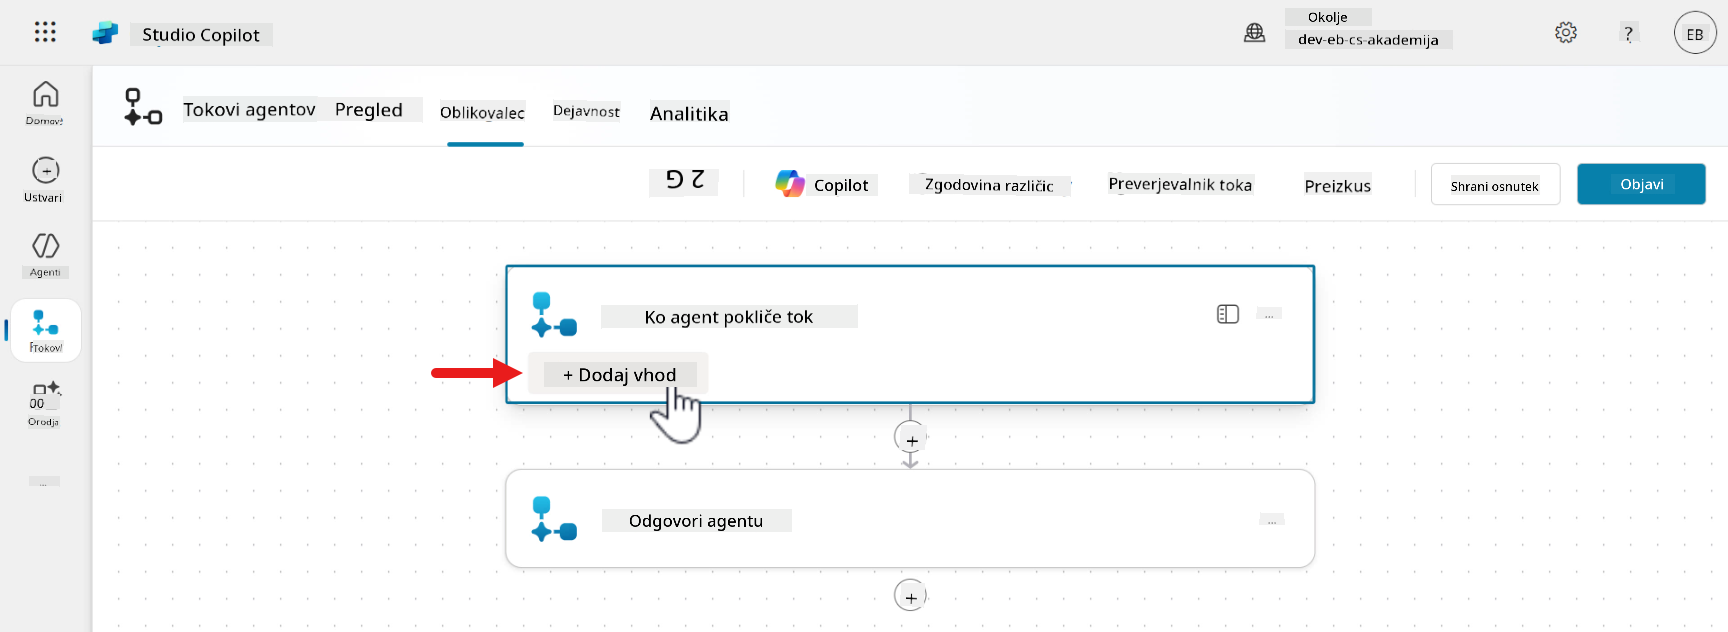 Studio Copilot
Okolje
dev-eb-cs-akademija
?
EB
Domov
Tokovi agentov
Pregled
Oblikovalec
Dejavnost
Analitika
Ustvari
Copilot
Zgodovina različic
Preverjevalnik toka
Preizkus
Shrani osnutek
Objavi
Agenti
Ko agent pokliče tok
...
Tokovi
+ Dodaj vhod
Orodja
+
...
Odgovori agentu
...
+